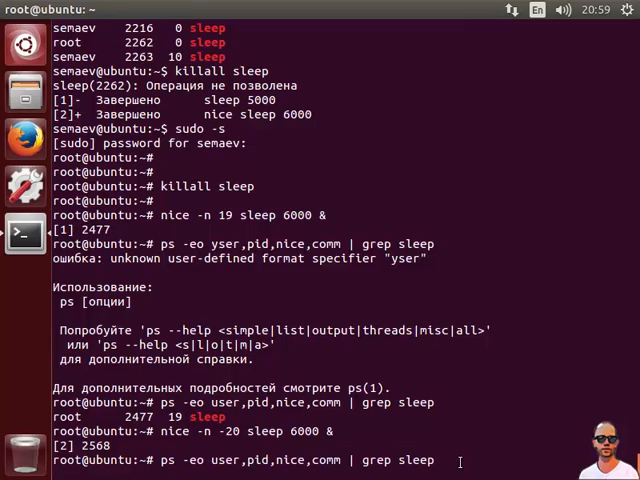 root@ubuntu: ~
En
20:59
semaev 2216 0 sleep
root 2262 0 sleep
semaev 2263 10 sleep
semaev@ubuntu:~$ killall sleep
sleep(2262): Операция не позволена
[1]- Завершено sleep 5000
[2]+ Завершено nice sleep 6000
semaev@ubuntu:~$ sudo -s
[sudo] password for semaev:
root@ubuntu:~#
root@ubuntu:~#
root@ubuntu:~# killall sleep
root@ubuntu:~#
root@ubuntu:~# nice -n 19 sleep 6000 &
[1] 2477
root@ubuntu:~# ps -eo yser,pid,nice,comm | grep sleep
ошибка: unknown user-defined format specifier "yser"
Использование:
ps [опции]
Попробуйте 'ps --help <simple|list|output|threads|misc|all>'
или 'ps --help <s|l|o|t|m|a>'
для дополнительной справки.
Для дополнительных подробностей смотрите ps(1).
root@ubuntu:~# ps -eo user,pid,nice,comm | grep sleep
root 2477 19 sleep
root@ubuntu:~# nice -n -20 sleep 6000 &
[2] 2568
root@ubuntu:~# ps -eo user,pid,nice,comm | grep sleep